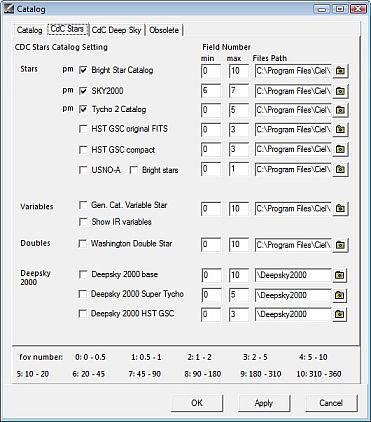 Catalog
Catalog CdC Stars CdC Deep Sky Obsolete
CDC Stars Catalog Setting Field Number
min max Files Path
Stars pm Bright Star Catalog 0 10 C:\Program Files\Ciel\
pm SKY2000 6 7 C:\Program Files\Ciel\
pm Tycho 2 Catalog 0 5 C:\Program Files\Ciel\
HST GSC original FITS 0 3 C:\Program Files\Ciel\
HST GSC compact 0 3 C:\Program Files\Ciel\
USNO-A Bright stars 0 1 C:\Program Files\Ciel\
Variables Gen. Cat. Variable Star 0 10 C:\Program Files\Ciel\
Show IR variables
Doubles Washington Double Star 0 10 C:\Program Files\Ciel\
Deepsky 2000 Deepsky 2000 base 0 10 \Deepsky2000
Deepsky 2000 Super Tycho 0 5 \Deepsky2000
Deepsky 2000 HST GSC 0 3 \Deepsky2000
fov number: 0: 0 - 0.5 1: 0.5 - 1 2: 1 - 2 3: 2 - 5 4: 5 - 10
5: 10 - 20 6: 20 - 45 7: 45 - 90 8: 90 - 180 9: 180 - 310 10: 310 - 360
OK Apply Cancel